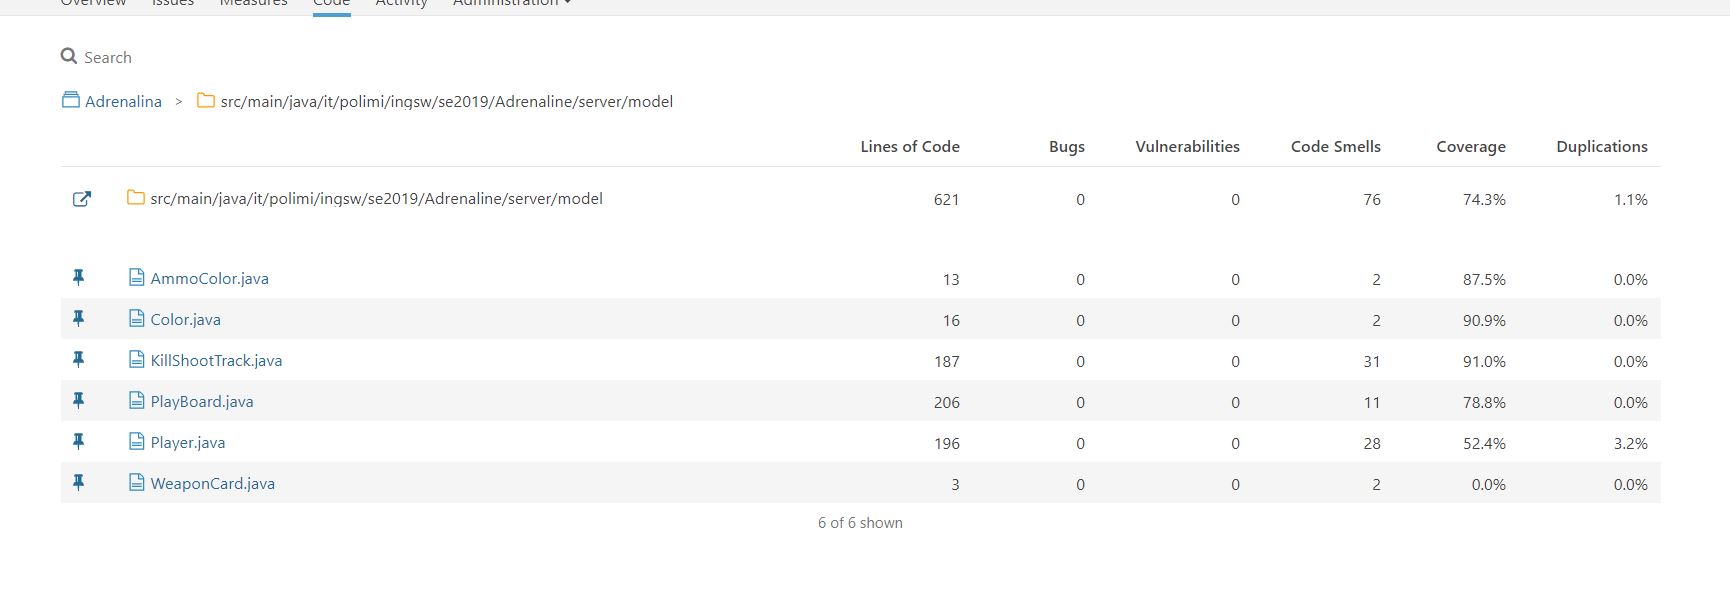 Overview Issues Measures Code Activity Administration
Search
Adrenalina > src/main/java/it/polimi/ingsw/se2019/Adrenaline/server/model
Lines of Code Bugs Vulnerabilities Code Smells Coverage Duplications
src/main/java/it/polimi/ingsw/se2019/Adrenaline/server/model 621 0 0 76 74.3% 1.1%
AmmoColor.java 13 0 0 2 87.5% 0.0%
Color.java 16 0 0 2 90.9% 0.0%
KillShootTrack.java 187 0 0 31 91.0% 0.0%
PlayBoard.java 206 0 0 11 78.8% 0.0%
Player.java 196 0 0 28 52.4% 3.2%
WeaponCard.java 3 0 0 2 0.0% 0.0%
6 of 6 shown